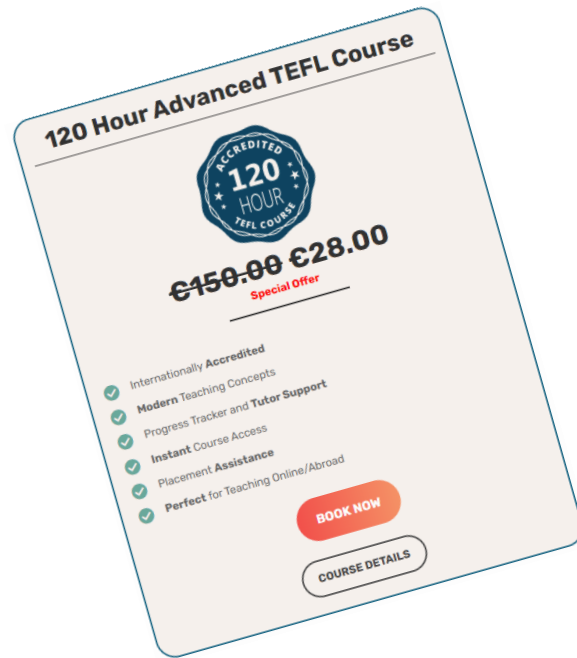 120 Hour Advanced TEFL Course
ACCREDITED
120
HOUR
TEFL COURSE
€150.00 €28.00
Special Offer
Internationally Accredited
Modern Teaching Concepts
Progress Tracker and Tutor Support
Instant Course Access
Placement Assistance
Perfect for Teaching Online/Abroad
BOOK NOW
COURSE DETAILS